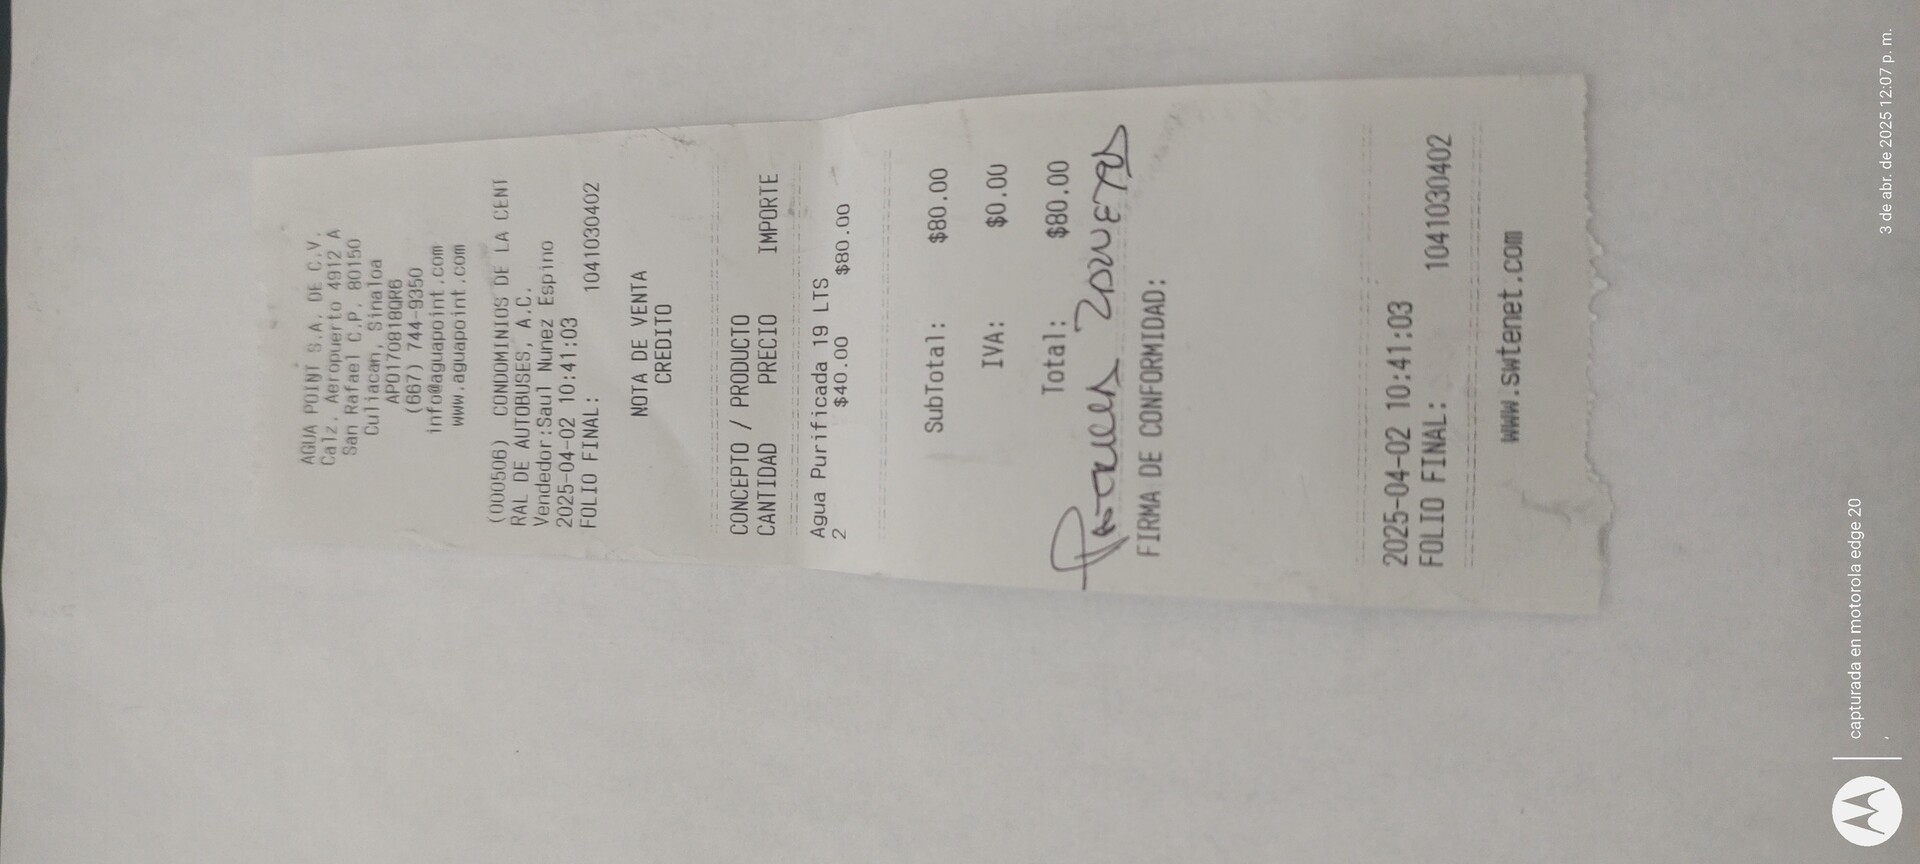 AGUA POINT S.A. DE C.V.
Calz. Aeropuerto 4912 A
San Rafael C.P. 80150
Culiacan, Sinaloa
APO170818QR6
(667) 744-9350
info@aguapoint.com
www.aguapoint.com
(000506) CONDOMINIOS DE LA CENT
RAL DE AUTOBUSES, A.C.
Vendedor:Saul Nunez Espino
2025-04-02 10:41:03
FOLIO FINAL: 1041030402
NOTA DE VENTA
CREDITO
CONCEPTO / PRODUCTO
CANTIDAD PRECIO IMPORTE
Agua Purificada 19 LTS
2 $40.00 $80.00
SubTotal: $80.00
IVA: $0.00
Total: $80.00
FIRMA DE CONFORMIDAD:
2025-04-02 10:41:03
FOLIO FINAL: 1041030402
www.swtenet.com
capturada en motorola edge 20
3 de abr. de 2025 12:07 p. m.